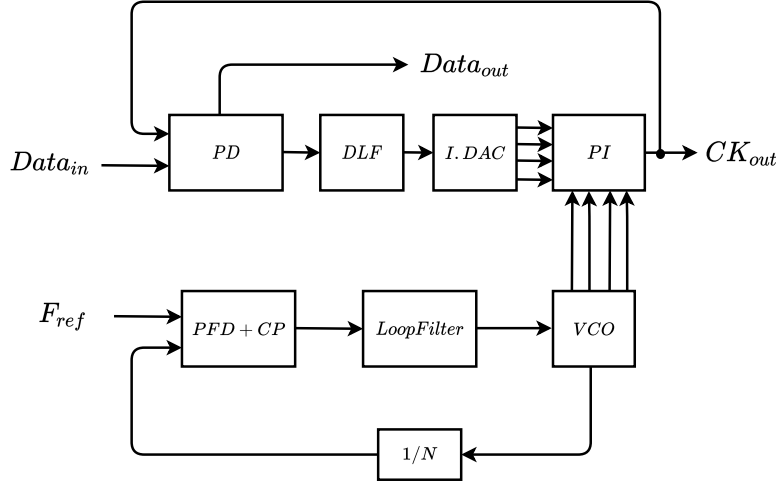 Data_out
Data_in
PD
DLF
I.DAC
PI
CK_out
F_ref
PFD + CP
LoopFilter
VCO
1/N